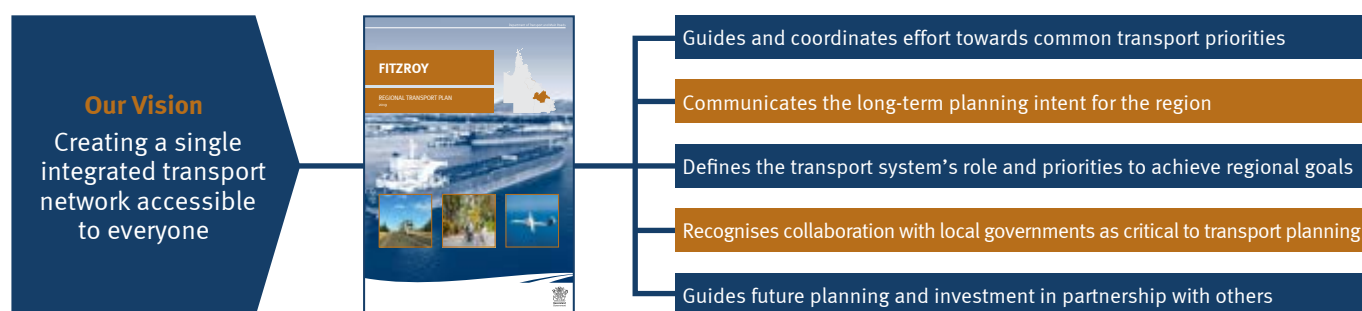 Our Vision
Creating a single
integrated transport
network accessible
to everyone
FITZROY
REGIONAL TRANSPORT PLAN
Guides and coordinates effort towards common transport priorities
Communicates the long-term planning intent for the region
Defines the transport system's role and priorities to achieve regional goals
Recognises collaboration with local governments as critical to transport planning
Guides future planning and investment in partnership with others